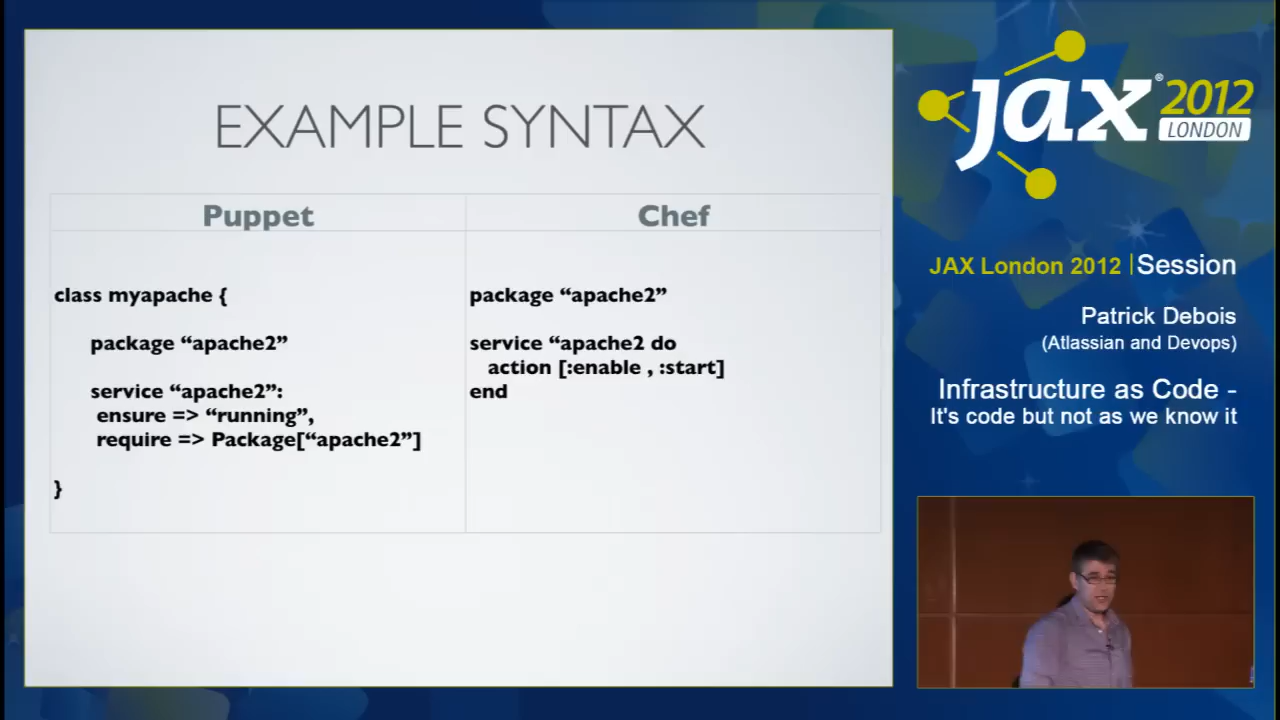 EXAMPLE SYNTAX
Puppet
Chef
class myapache {
package “apache2”
service “apache2”:
ensure => “running”,
require => Package[“apache2”]
}
package “apache2”
service “apache2 do
action [:enable , :start]
end
jax® 2012
LONDON
JAX London 2012 | Session
Patrick Debois
(Atlassian and Devops)
Infrastructure as Code -
It's code but not as we know it